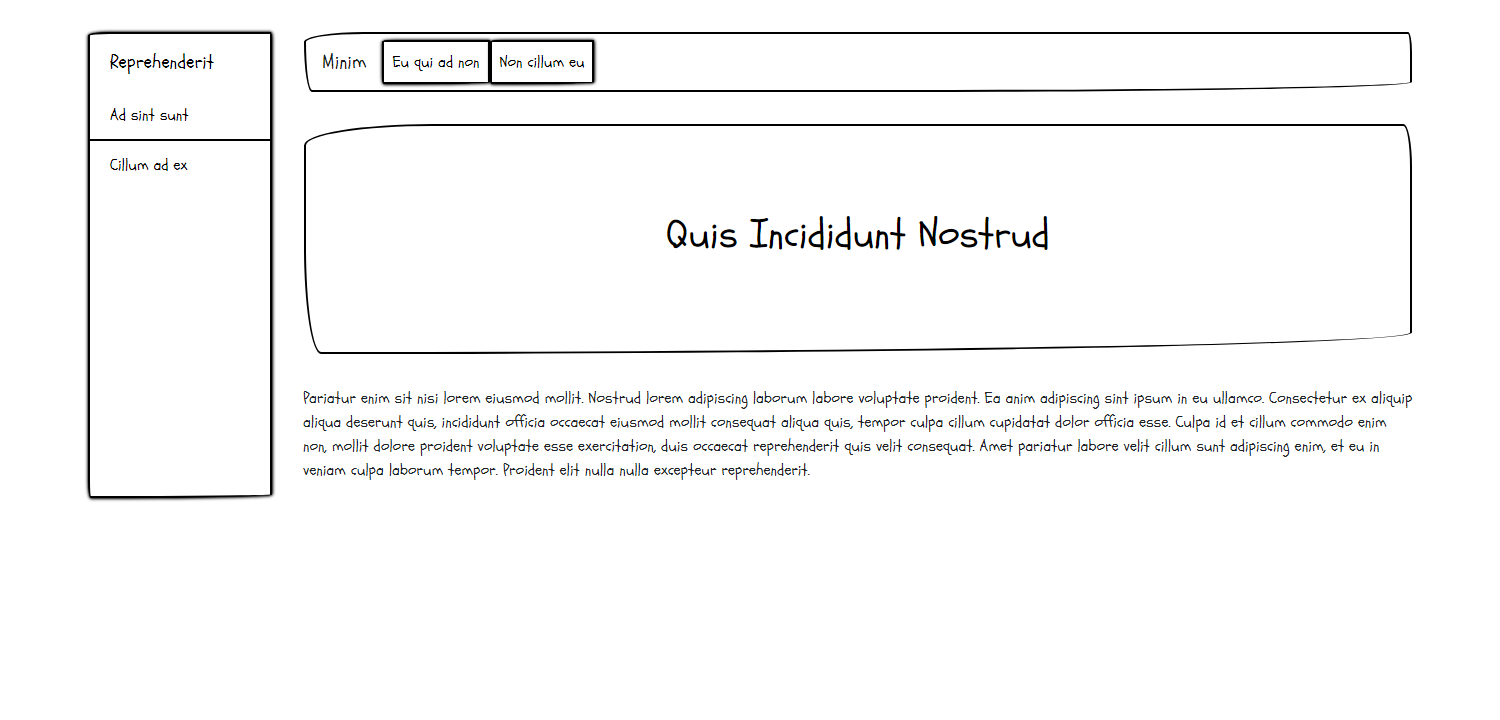 Reprehenderit
Ad sint sunt
Cillum ad ex
Minim
Eu qui ad non
Non cillum eu
Quis Incididunt Nostrud
Pariatur enim sit nisi lorem eiusmod mollit. Nostrud lorem adipiscing laborum labore voluptate proident. Ea anim adipiscing sint ipsum in eu ullamco. Consectetur ex aliquip
aliqua deserunt quis, incididunt officia occaecat eiusmod mollit consequat aliqua quis, tempor culpa cillum cupidatat dolor officia esse. Culpa id et cillum commodo enim
non, mollit dolore proident voluptate esse exercitation, duis occaecat reprehenderit quis velit consequat. Amet pariatur labore velit cillum sunt adipiscing enim, et eu in
veniam culpa laborum tempor. Proident elit nulla nulla excepteur reprehenderit.